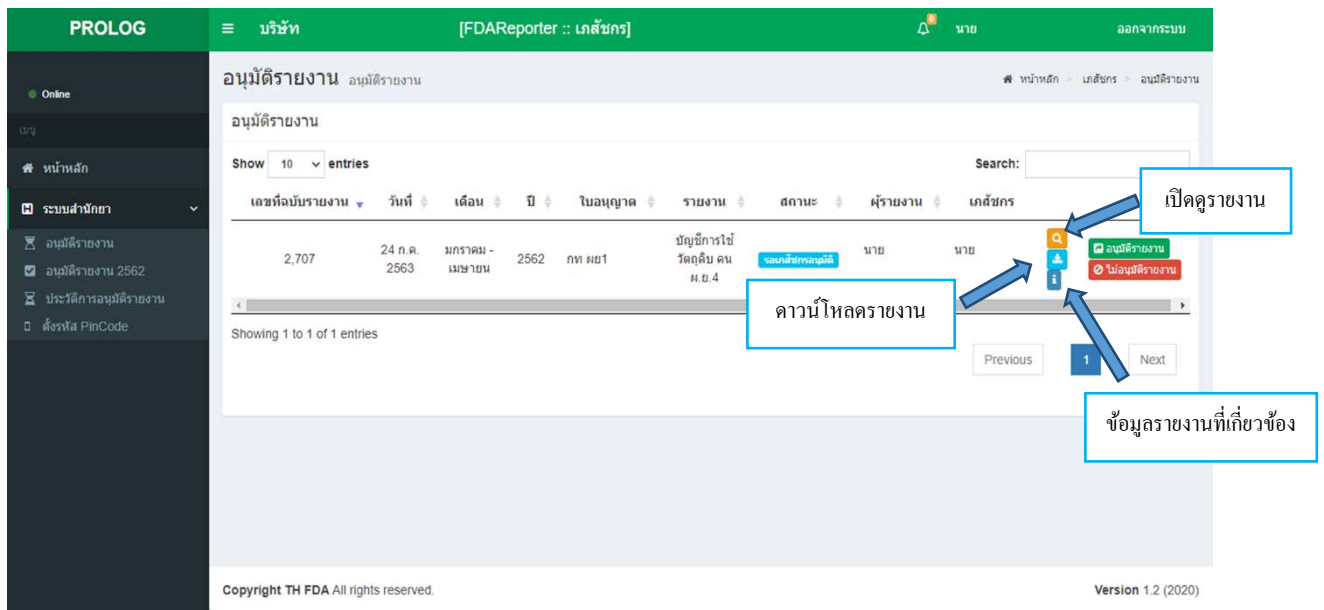 PROLOG
บริษัท
[FDAReporter :: เภสัชกร]
นาย
ออกจากระบบ
Online
เมนู
หน้าหลัก
ระบบสำนักยา
อนุมัติรายงาน
อนุมัติรายงาน 2562
ประวัติการอนุมัติรายงาน
ตั้งรหัส PinCode
อนุมัติรายงาน อนุมัติรายงาน
หน้าหลัก > เภสัชกร > อนุมัติรายงาน
อนุมัติรายงาน
Show 10 entries
Search:
เลขที่ฉบับรายงาน วันที่ เดือน ปี ใบอนุญาต รายงาน สถานะ ผู้รายงาน เภสัชกร
2,707
24 ก.ค.
2563
มกราคม -
เมษายน
2562
กท ผย1
บัญชีการใช้
วัตถุดิบ คน
ผ.ย.4
รอเภสัชกรอนุมัติ
นาย
นาย
อนุมัติรายงาน
ไม่อนุมัติรายงาน
เปิดดูรายงาน
ดาวน์โหลดรายงาน
ข้อมูลรายงานที่เกี่ยวข้อง
Showing 1 to 1 of 1 entries
Previous 1 Next
Copyright TH FDA All rights reserved.
Version 1.2 (2020)